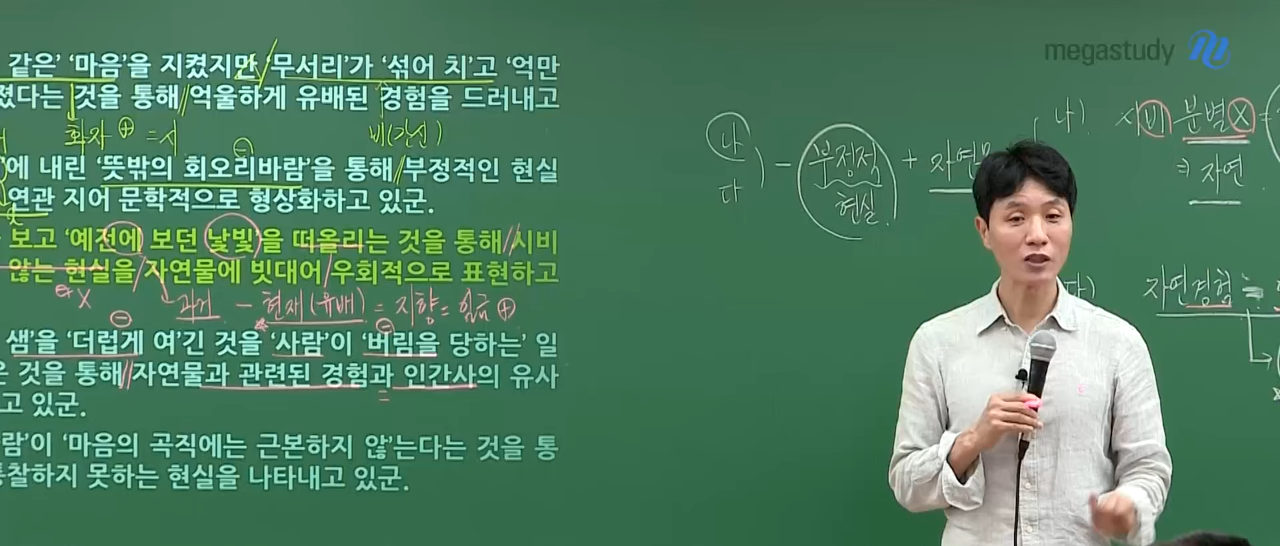 같은’ ‘마음’을 지켰지만 ‘무서리’가 ‘섞어 치’고 ‘억만
졌다는 것을 통해 억울하게 유배된 경험을 드러내고
화자 ⊕ = 시
비(간신)
⊖
’에 내린 ‘뜻밖의 회오리바람’을 통해 부정적인 현실
연관 지어 문학적으로 형상화하고 있군.
보고 ‘예전에 보던 낯빛’을 떠올리는 것을 통해 시비
않는 현실을 자연물에 빗대어 우회적으로 표현하고
X
과거 - 현재(유배) = 지향 = 임금 ⊕
⊖
⊖
샘’을 ‘더럽게 여’긴 것을 ‘사람’이 ‘버림을 당하는’ 일
은 것을 통해 자연물과 관련된 경험과 인간사의 유사
고 있군.
람’이 ‘마음의 곡직에는 근본하지 않’는다는 것을 통
통찰하지 못하는 현실을 나타내고 있군.
megastudy
나
다
) - 부정적
현실
+ 자연
나) 시비 분별 X =
자연
다)
자연경험